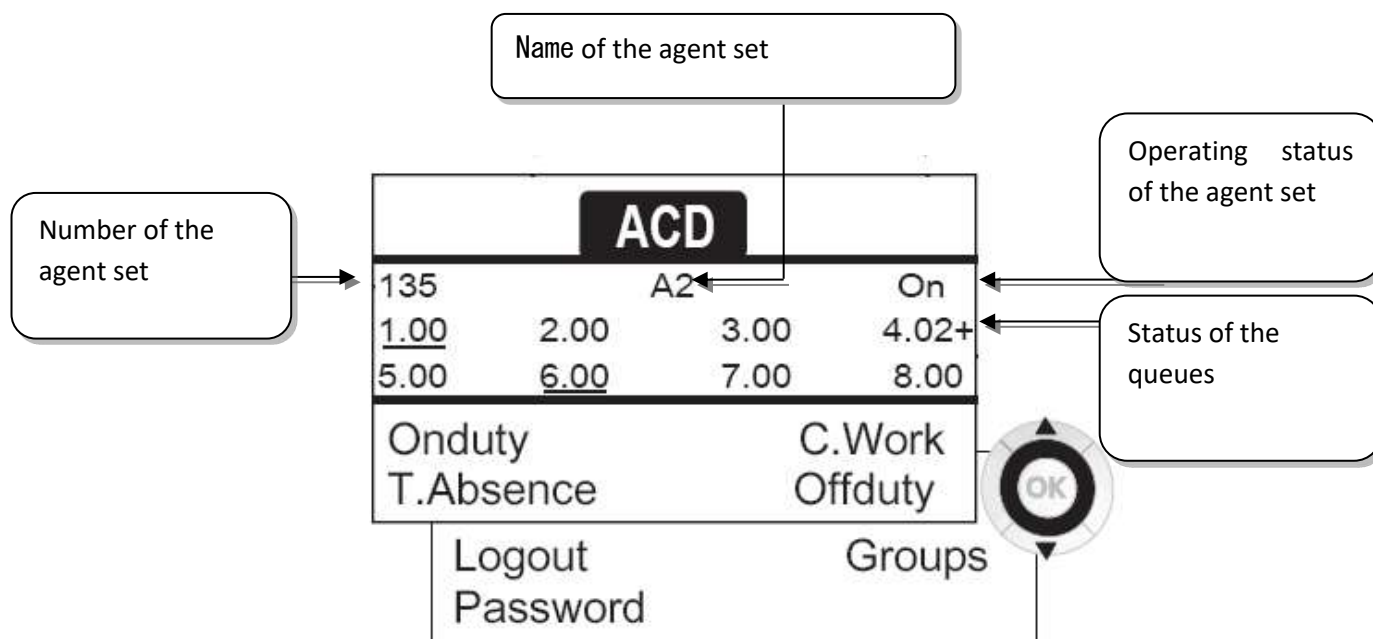 Name of the agent set
Operating status
of the agent set
Number of the
agent set
ACD
135 A2 On
1.00 2.00 3.00 4.02+
5.00 6.00 7.00 8.00
Status of the
queues
Onduty C.Work
T.Absence Offduty
OK
Logout Groups
Password